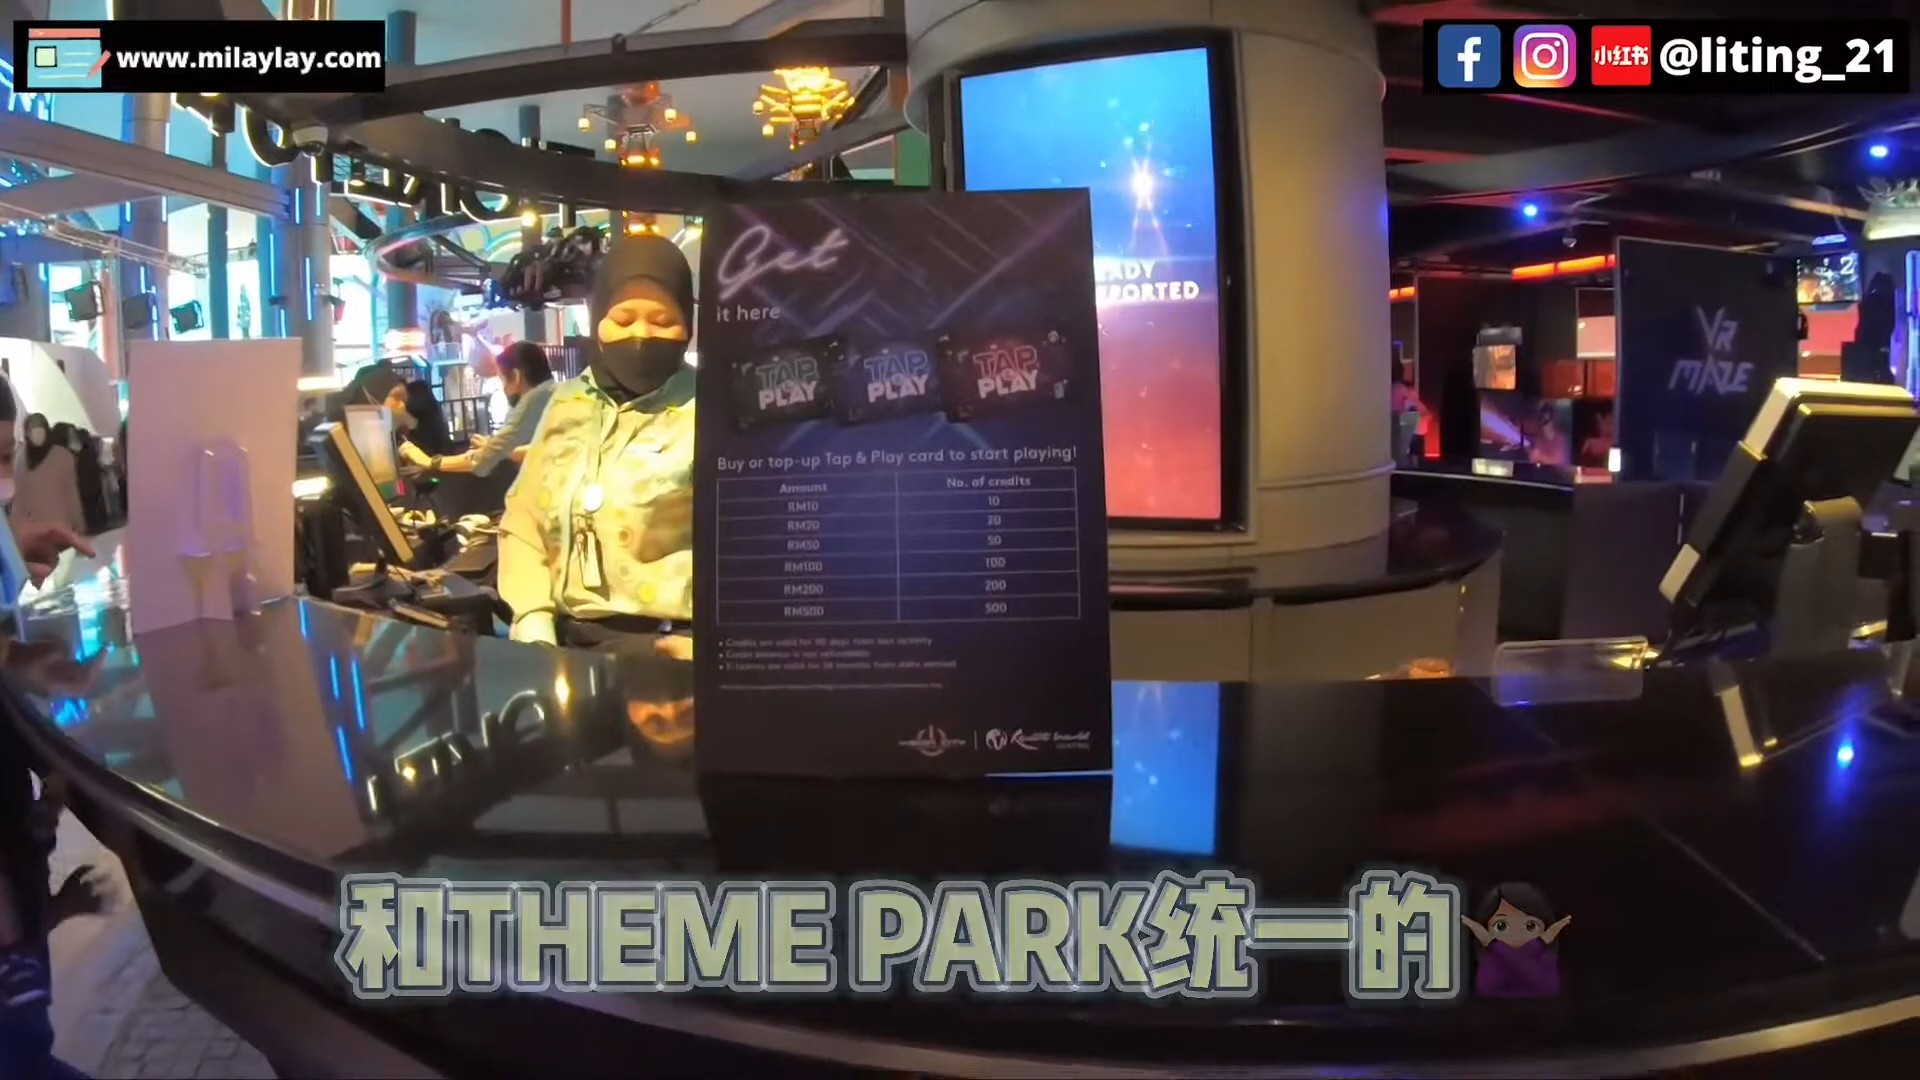 www.milaylay.com
小红书 @liting_21
Get
it here
TAP PLAY
TAP PLAY
TAP PLAY
Buy or top-up Tap & Play card to start playing!
Amount No. of credits
RM10 10
RM20 20
RM50 50
RM100 100
RM200 200
RM500 500
VR
MAZE
和THEME PARK统一的